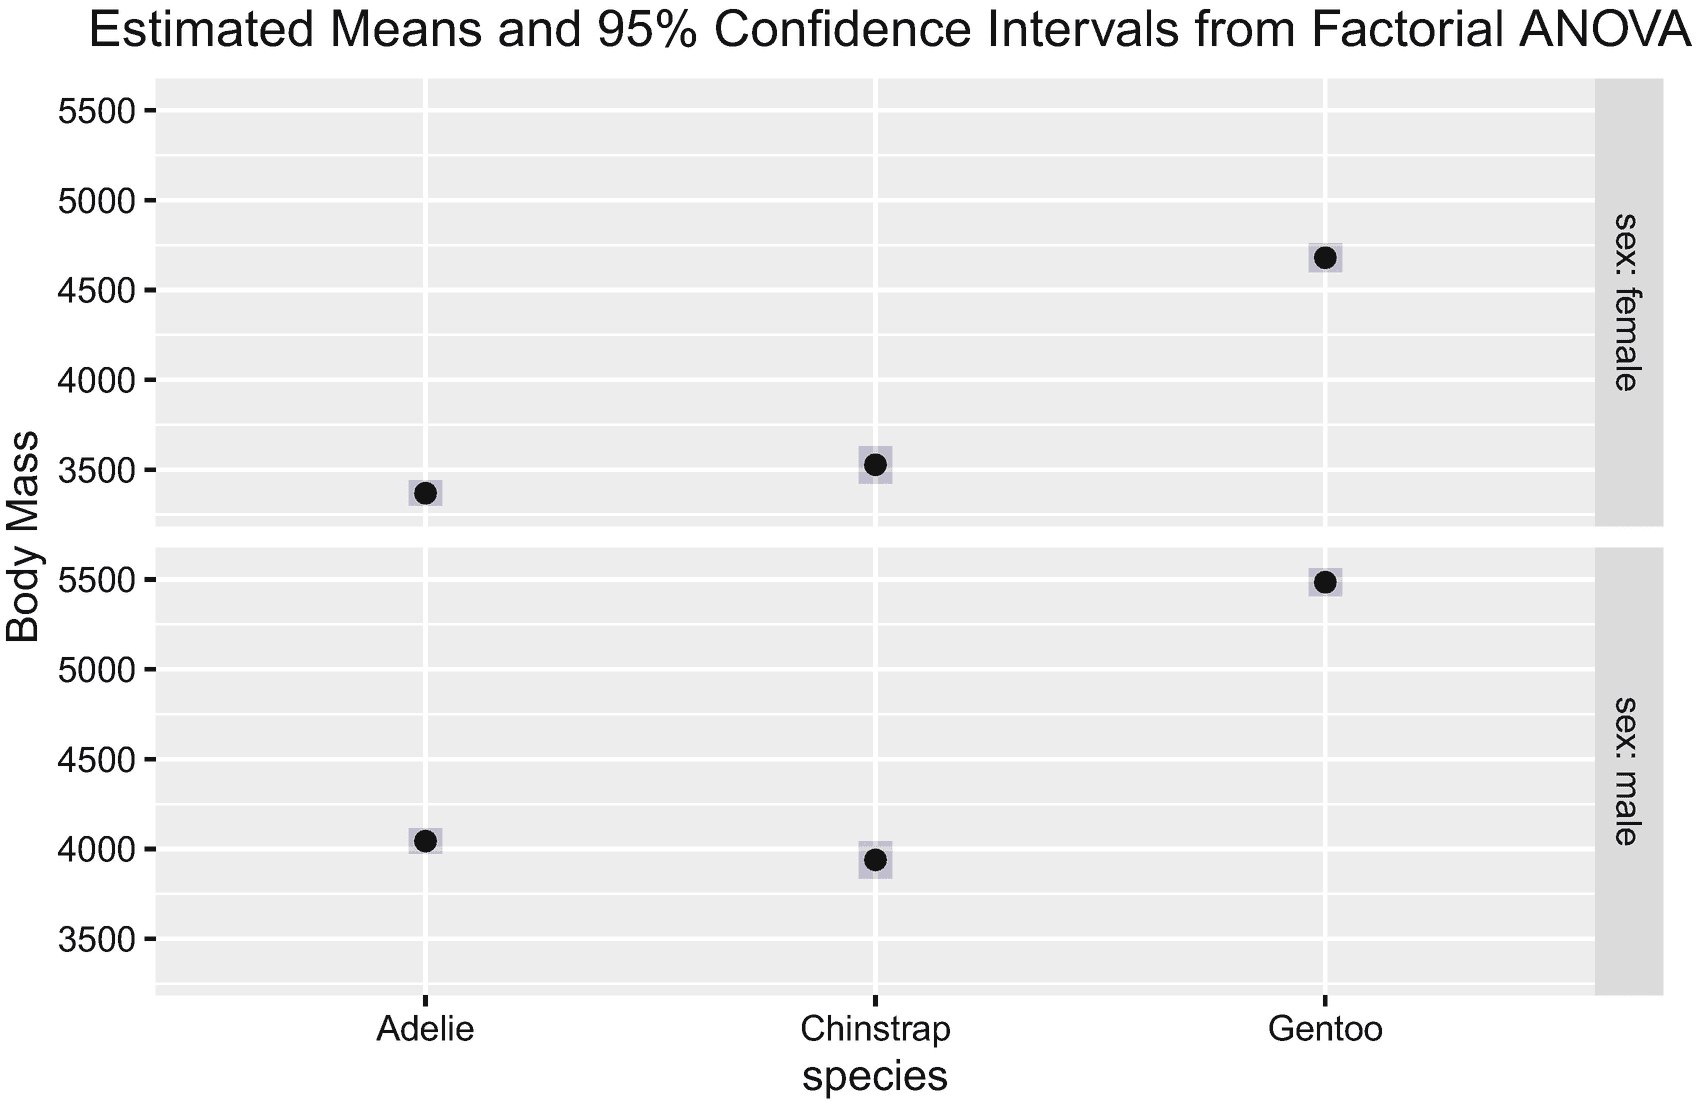 Estimated Means and 95% Confidence Intervals from Factorial ANOVA
Body Mass
5500
5000
4500
4000
3500
sex: female
5500
5000
4500
4000
3500
sex: male
Adelie Chinstrap Gentoo
species